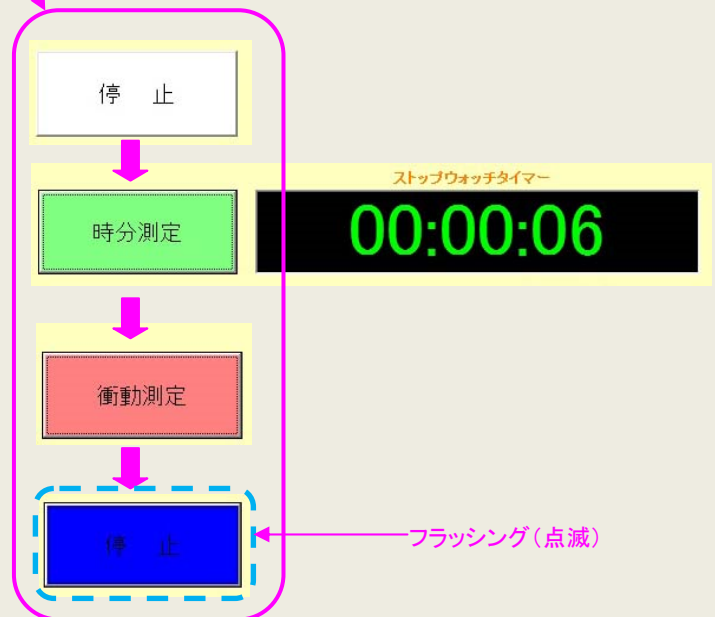 停 止
ストップウォッチタイマー
時分測定
00:00:06
衝動測定
停 止
フラッシング(点滅)